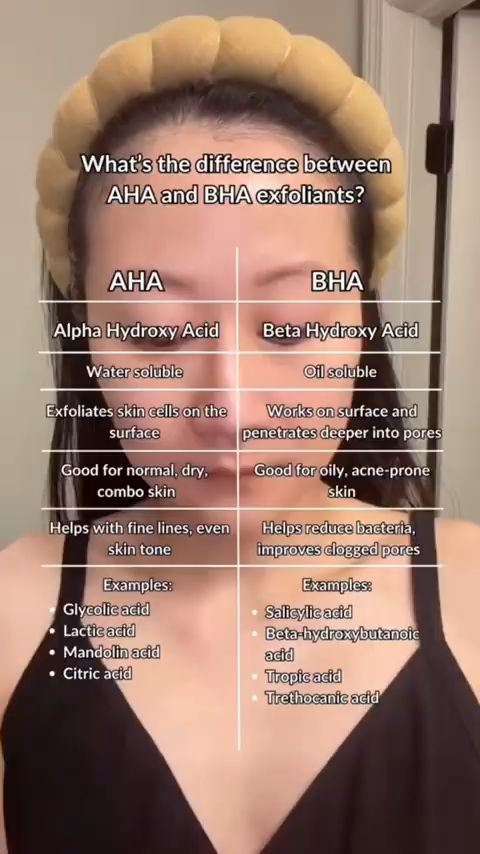 What's the difference between
AHA and BHA exfoliants?
AHA
BHA
Alpha Hydroxy Acid
Beta Hydroxy Acid
Water soluble
Oil soluble
Exfoliates skin cells on the
surface
Works on surface and
penetrates deeper into pores
Good for normal, dry,
combo skin
Good for oily, acne-prone
skin
Helps with fine lines, even
skin tone
Helps reduce bacteria,
improves clogged pores
Examples:
• Glycolic acid
• Lactic acid
• Mandolin acid
• Citric acid
Examples:
• Salicylic acid
• Beta-hydroxybutanoic
acid
• Tropic acid
• Trethocanic acid